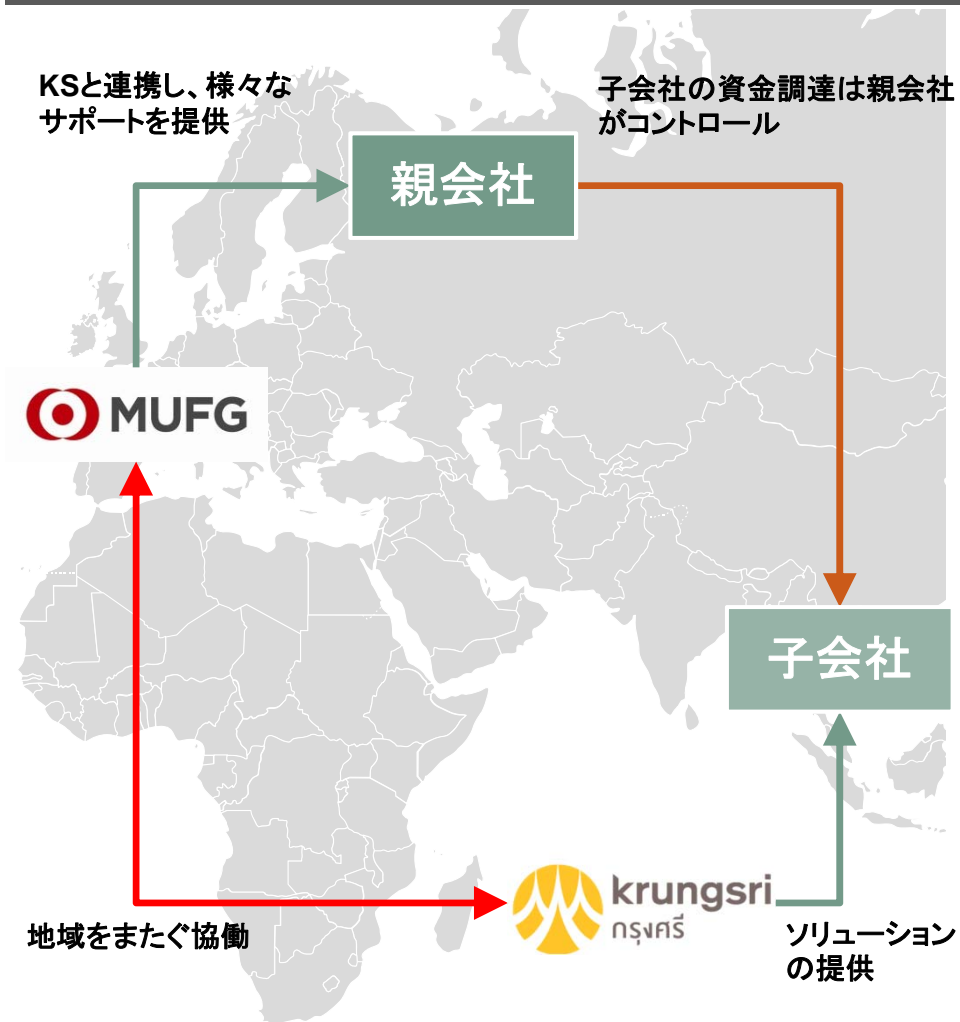 KSと連携し、様々な
サポートを提供
子会社の資金調達は親会社
がコントロール
親会社
MUFG
子会社
krungsri
กรุงศรี
地域をまたぐ協働
ソリューション
の提供